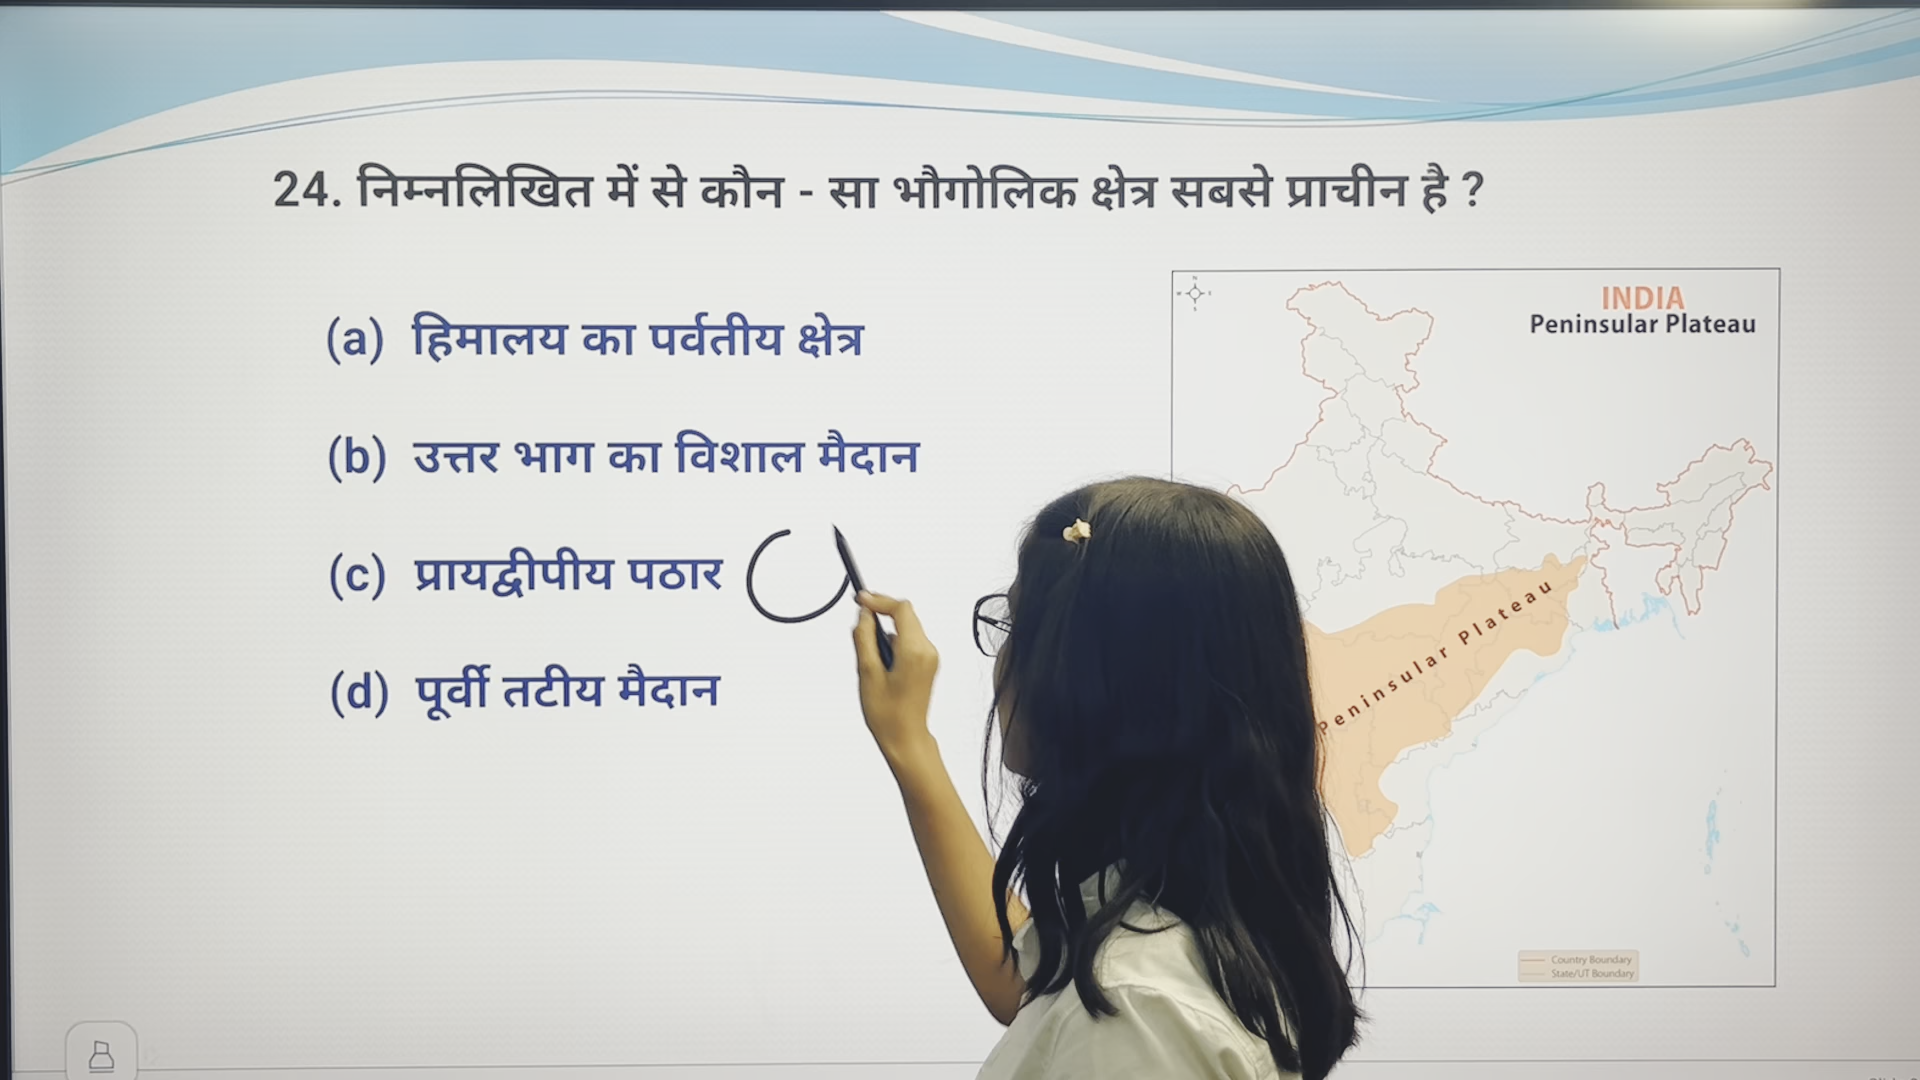 24. निम्नलिखित में से कौन - सा भौगोलिक क्षेत्र सबसे प्राचीन है ?
(a) हिमालय का पर्वतीय क्षेत्र
(b) उत्तर भाग का विशाल मैदान
(c) प्रायद्वीपीय पठार
(d) पूर्वी तटीय मैदान
INDIA
Peninsular Plateau
N
W E
S
Peninsular Plateau
Country Boundary
State/UT Boundary